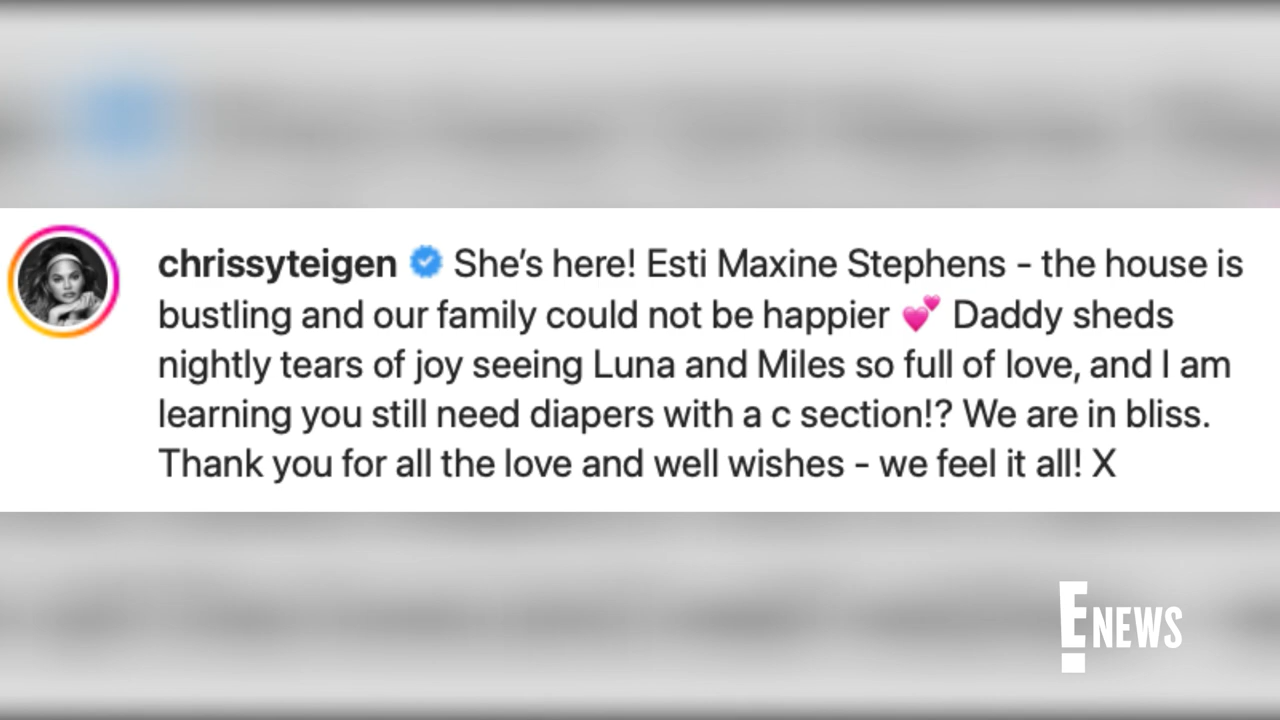 chrissyteigen She’s here! Esti Maxine Stephens - the house is
bustling and our family could not be happier 💕 Daddy sheds
nightly tears of joy seeing Luna and Miles so full of love, and I am
learning you still need diapers with a c section!? We are in bliss.
Thank you for all the love and well wishes - we feel it all! X
E! NEWS